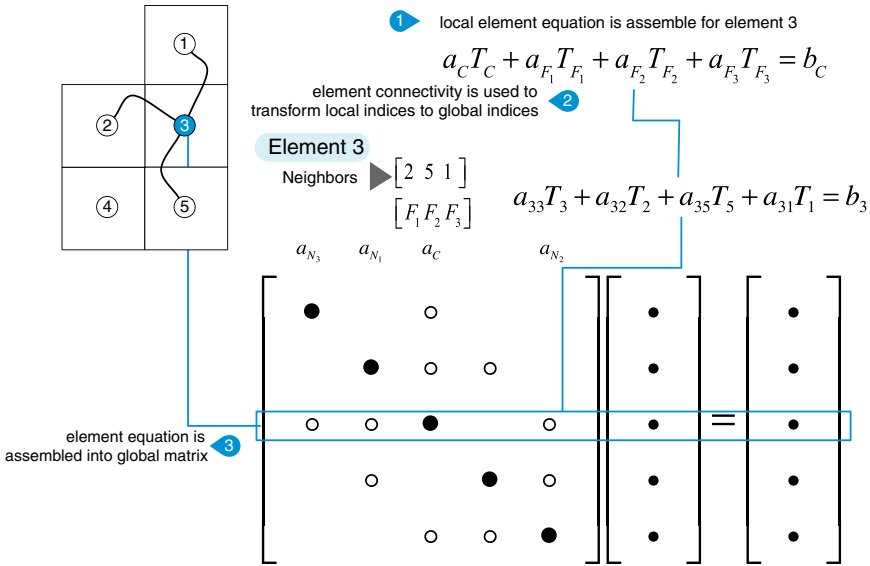 1 local element equation is assemble for element 3
a_C T_C + a_{F_1} T_{F_1} + a_{F_2} T_{F_2} + a_{F_3} T_{F_3} = b_C
element connectivity is used to
transform local indices to global indices
2
1
2
3
4
5
Element 3
Neighbors
[2 5 1]
[F_1 F_2 F_3]
a_{33} T_3 + a_{32} T_2 + a_{35} T_5 + a_{31} T_1 = b_3
a_{N_3} a_{N_1} a_C a_{N_2}
=
element equation is
assembled into global matrix
3